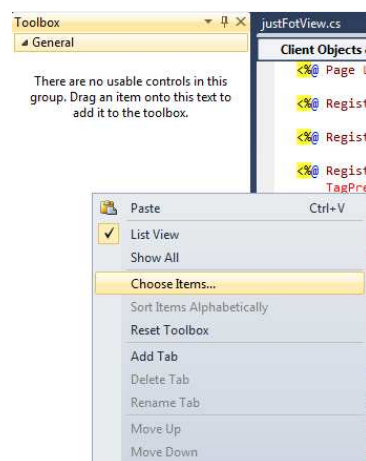 Toolbox
justFotView.cs
General
Client Objects
There are no usable controls in this
group. Drag an item onto this text to
add it to the toolbox.
<%@ Page
<%@ Regist
<%@ Regist
<%@ Regist
TagPre
Paste Ctrl+V
List View
Show All
Choose Items...
Sort Items Alphabetically
Reset Toolbox
Add Tab
Delete Tab
Rename Tab
Move Up
Move Down